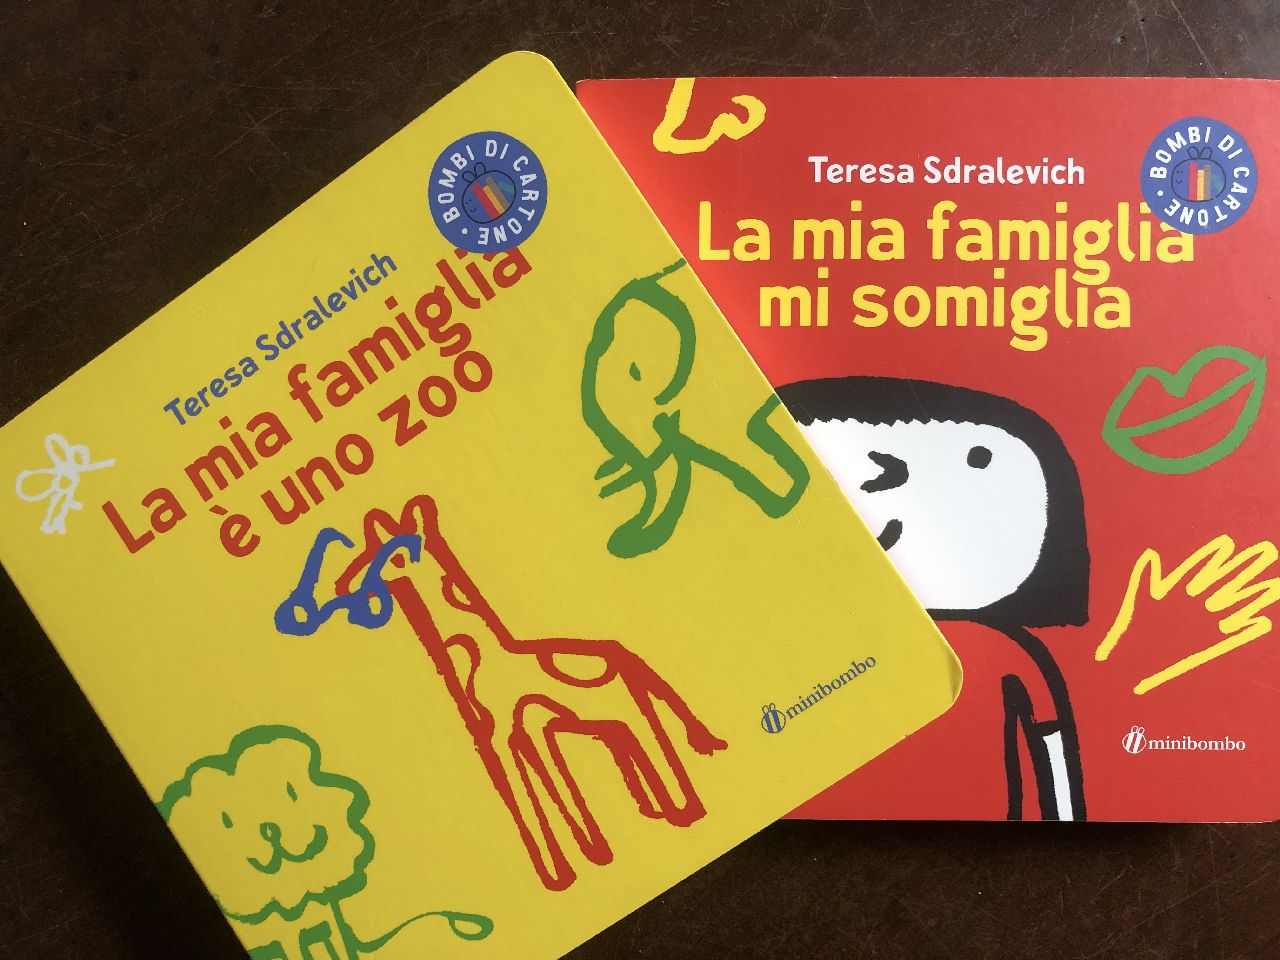 BOMBI DI CARTONE
Teresa Sdralevich
La mia famiglia
è uno zoo
minibombo
BOMBI DI CARTONE
Teresa Sdralevich
La mia famiglia
mi somiglia
minibombo